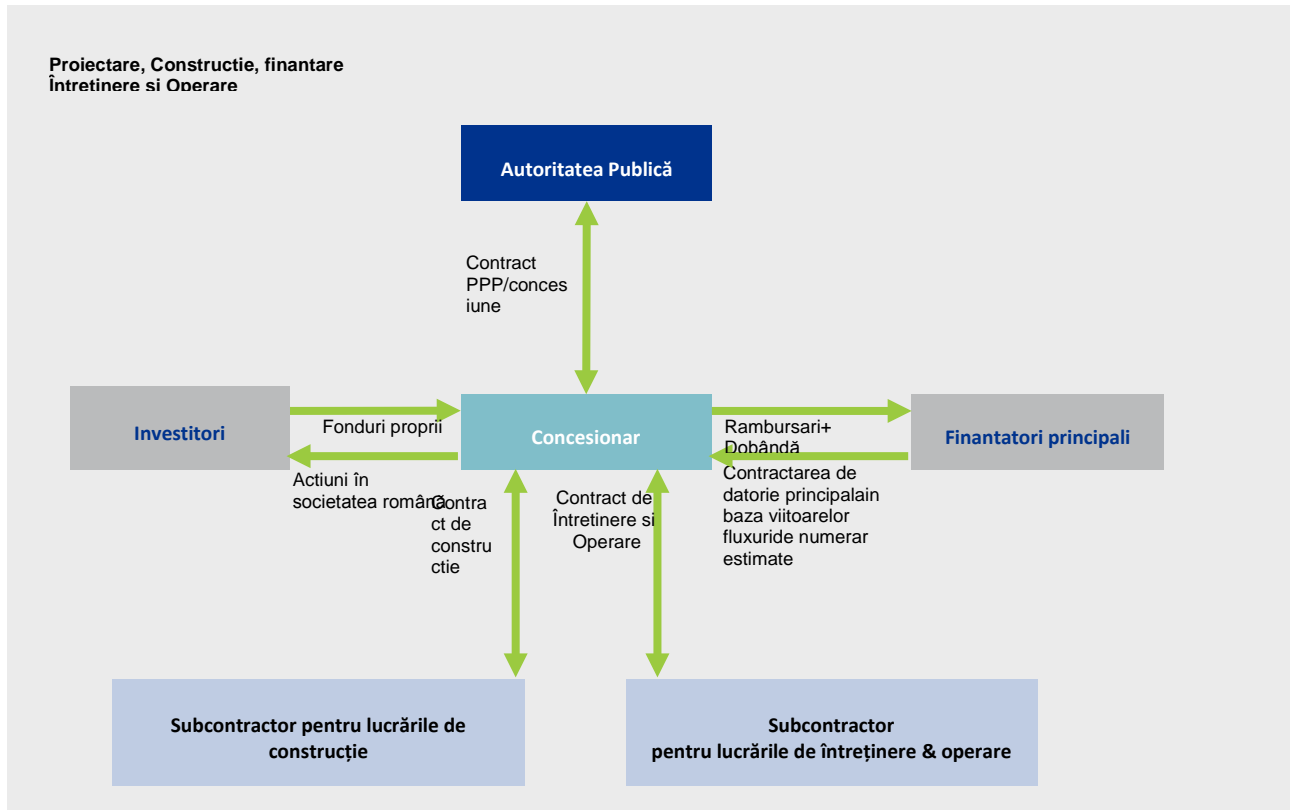 Proiectare, Constructie, finantare
Întretinere si Operare
Autoritatea Publică
Contract
PPP/conces
iune
Investitori
Fonduri proprii
Concesionar
Rambursari+
Dobândă
Finantatori principali
Actiuni în
societatea română
Contra
ct de
constru
ctie
Contract de
Întretinere si
Operare
Contractarea de
datorie principalain
baza viitoarelor
fluxuride numerar
estimate
Subcontractor pentru lucrările de
construcție
Subcontractor
pentru lucrările de întreținere & operare